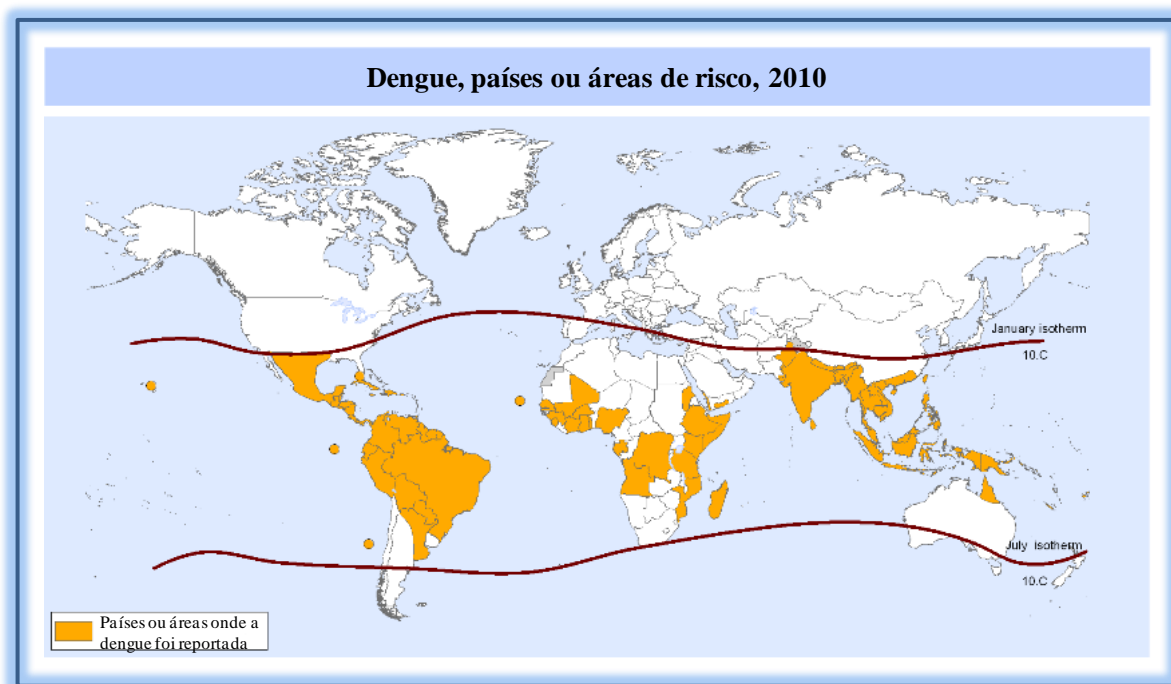 Dengue, países ou áreas de risco, 2010
January isotherm
10.C
July isotherm
10.C
Países ou áreas onde a
dengue foi reportada